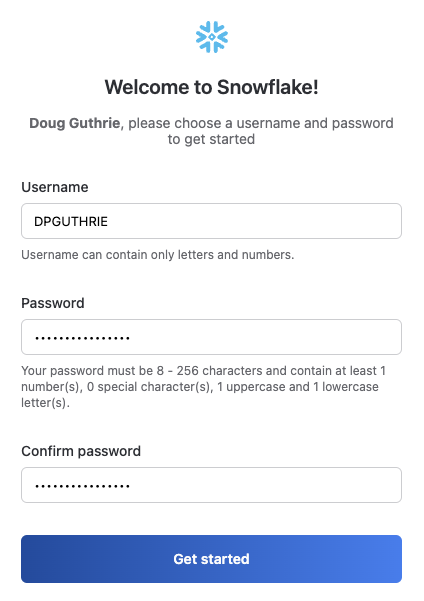 Welcome to Snowflake!
Doug Guthrie, please choose a username and password
to get started
Username
DPGUTHRIE
Username can contain only letters and numbers.
Password
••••••••••••••••
Your password must be 8 - 256 characters and contain at least 1
number(s), 0 special character(s), 1 uppercase and 1 lowercase
letter(s).
Confirm password
••••••••••••••••
Get started